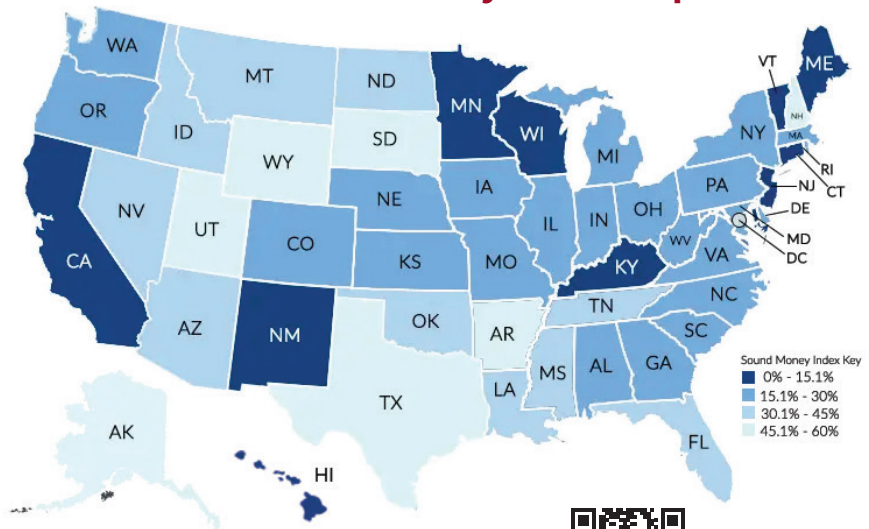 WA
MT
ND
MN
VT
ME
OR
ID
SD
WI
NY
NH
MA
WY
MI
RI
CT
NV
UT
NE
IA
PA
NJ
DE
CA
CO
IL
IN
OH
WV
MD
DC
KS
MO
KY
VA
AZ
NM
OK
AR
TN
NC
SC
TX
LA
MS
AL
GA
Sound Money Index Key
0% - 15.1%
15.1% - 30%
30.1% - 45%
45.1% - 60%
FL
AK
HI